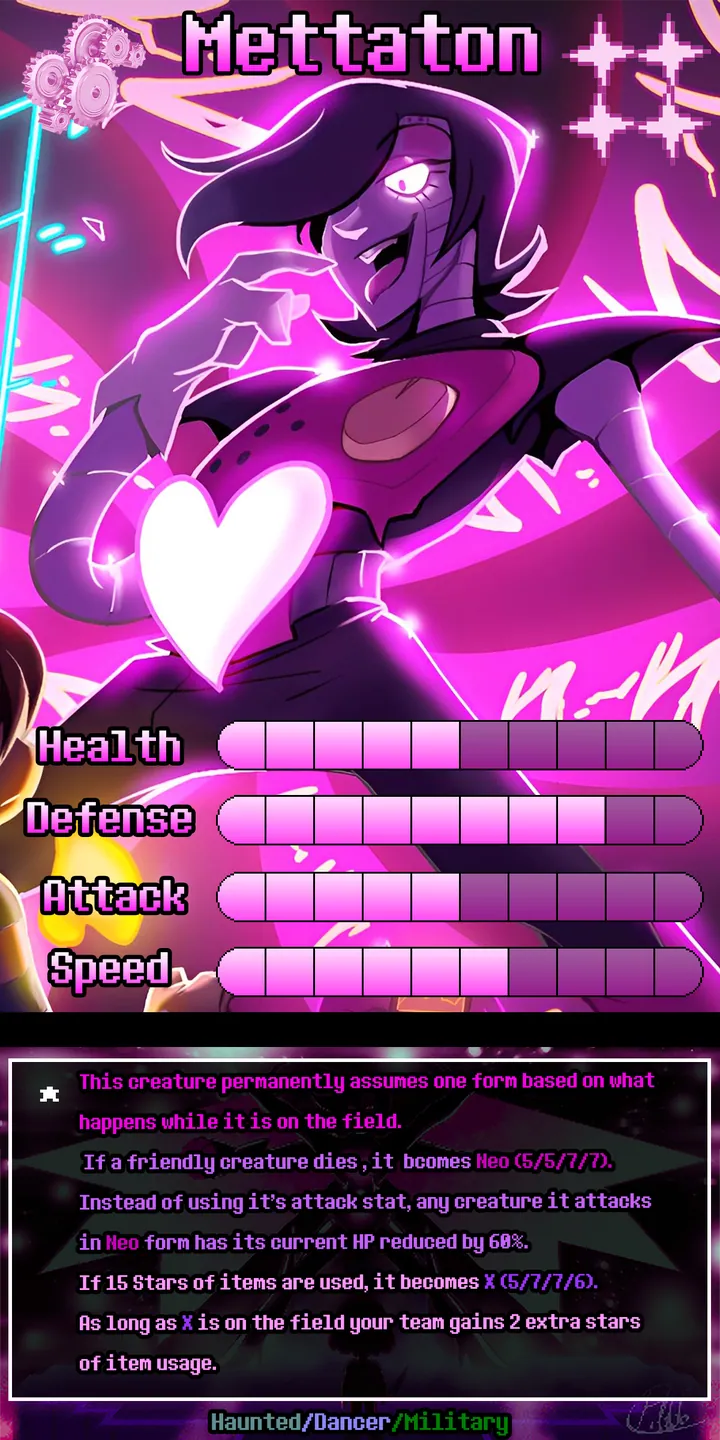 Mettaton
Health
Defense
Attack
Speed
This creature permanently assumes one form based on what
happens while it is on the field.
If a friendly creature dies , it bcomes Neo (5/5/7/7).
Instead of using it's attack stat, any creature it attacks
in Neo form has its current HP reduced by 60%.
If 15 Stars of items are used, it becomes X (5/7/7/6).
As long as X is on the field your team gains 2 extra stars
of item usage.
Haunted/Dancer/Military